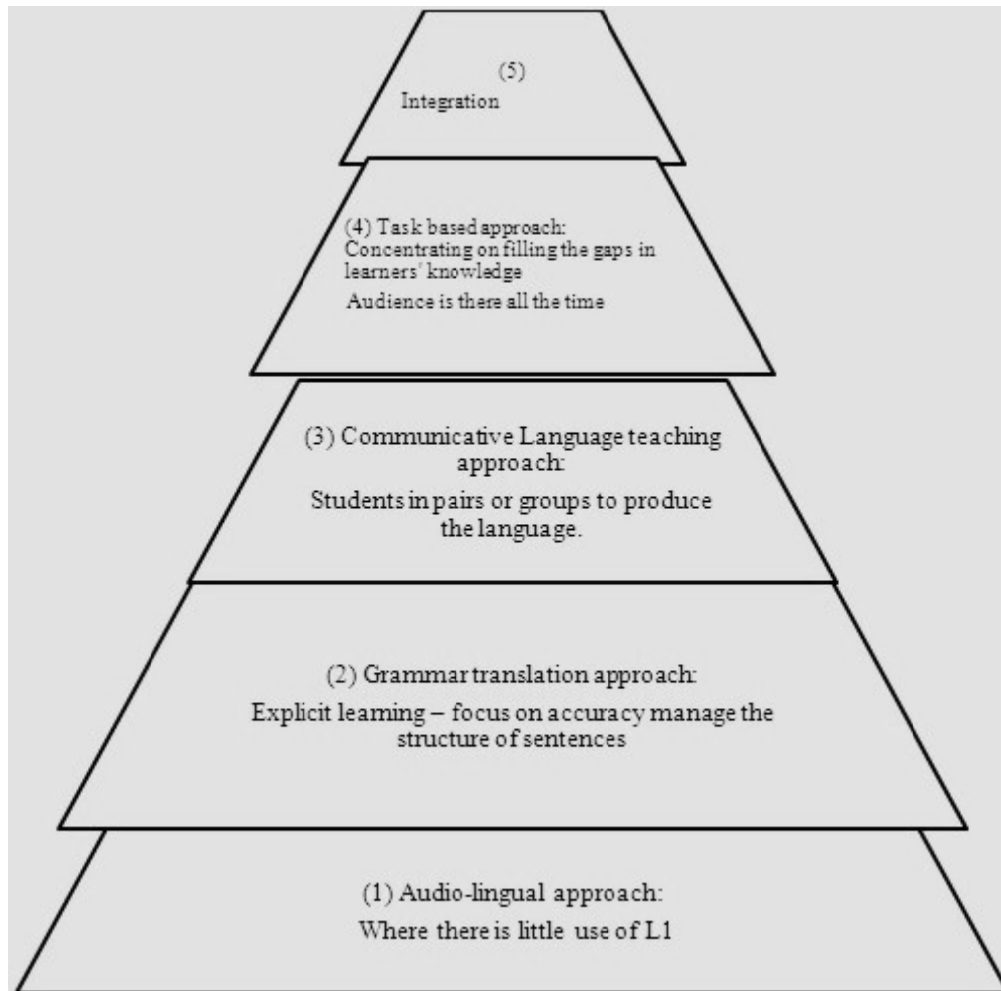 (5)
Integration
(4) Task based approach:
Concentrating on filling the gaps in
learners' knowledge
Audience is there all the time
(3) Communicative Language teaching
approach:
Students in pairs or groups to produce
the language.
(2) Grammar translation approach:
Explicit learning – focus on accuracy manage the
structure of sentences
(1) Audio-lingual approach:
Where there is little use of L1